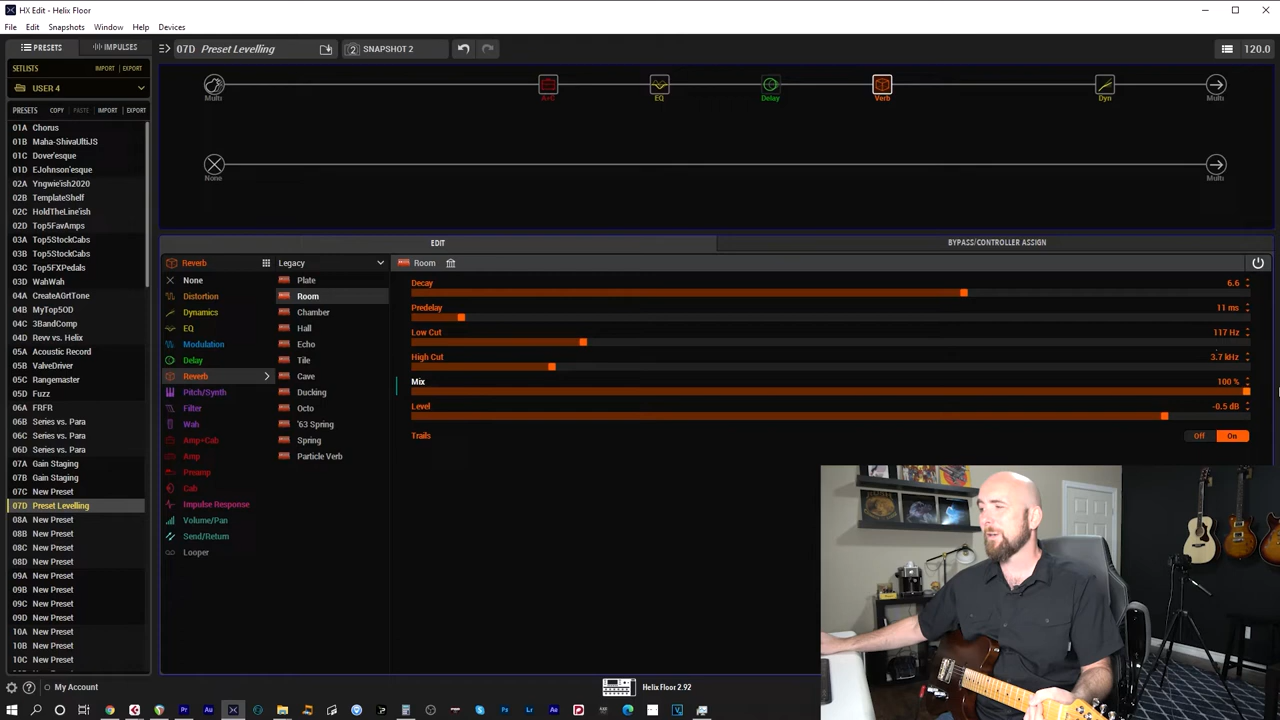 HX Edit - Helix Floor
File Edit Snapshots Window Help Devices
PRESETS IMPULSES 07D Preset Levelling 2 SNAPSHOT 2 120.0
SETLISTS IMPORT EXPORT
USER 4
PRESETS COPY PASTE IMPORT EXPORT
Multi EQ Delay Verb Dyn Multi
None Multi
01A Chorus
01B Maha-ShivaUltiJS
01C Dover'esque
01D EJohnson'esque
02A Yngwie'ish2020
02B TemplateShelf
02C HoldTheLine'ish
02D Top5FavAmps
03A Top5StockCabs
03B Top5StockCabs
03C Top5FXPedals
03D WahWah
04A CreateAGrtTone
04B MyTop5OD
04C 3BandComp
04D Revv vs. Helix
05A Acoustic Record
05B ValveDriver
05C Rangemaster
05D Fuzz
06A FRFR
06B Series vs. Para
06C Series vs. Para
06D Series vs. Para
07A Gain Staging
07B Gain Staging
07C New Preset
07D Preset Levelling
08A New Preset
08B New Preset
08C New Preset
08D New Preset
09A New Preset
09B New Preset
09C New Preset
09D New Preset
10A New Preset
10B New Preset
10C New Preset
EDIT BYPASS/CONTROLLER ASSIGN
Reverb Legacy Room
None
Distortion
Dynamics
EQ
Modulation
Delay
Reverb
Pitch/Synth
Filter
Wah
Amp+Cab
Amp
Preamp
Cab
Impulse Response
Volume/Pan
Send/Return
Looper
Plate
Room
Chamber
Hall
Echo
Tile
Cave
Ducking
Octo
'63 Spring
Spring
Particle Verb
Decay 6.6
Predelay 11 ms
Low Cut 117 Hz
High Cut 3.7 kHz
Mix 100 %
Level -0.5 dB
Trails Off On
My Account Helix Floor 2.92